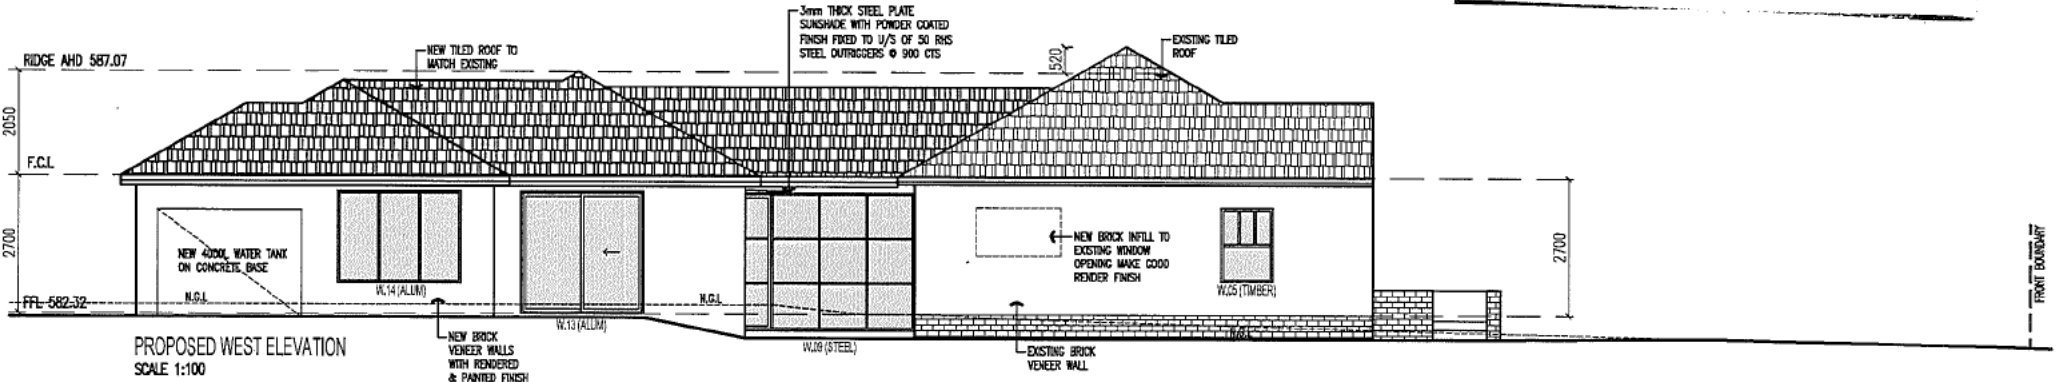 3mm THICK STEEL PLATE
SUNSHADE WITH POWDER COATED
FINISH FIXED TO U/S OF 50 RHS
STEEL OUTRIGGERS @ 900 CTS
EXISTING TILED
ROOF
520
NEW TILED ROOF TO
MATCH EXISTING
RIDGE AHD 587.07
2050
F.C.L
2700
NEW 4000L WATER TANK
ON CONCRETE BASE
FFL 582.32
N.G.L
W.14 (ALUM)
W.13 (ALUM)
N.G.L
W.09 (STEEL)
NEW BRICK INFILL TO
EXISTING WINDOW
OPENING MAKE GOOD
RENDER FINISH
W.05 (TIMBER)
N.G.L
2700
FRONT BOUNDARY
NEW BRICK
VENEER WALLS
WITH RENDERED
& PAINTED FINISH
EXISTING BRICK
VENEER WALL
PROPOSED WEST ELEVATION
SCALE 1:100